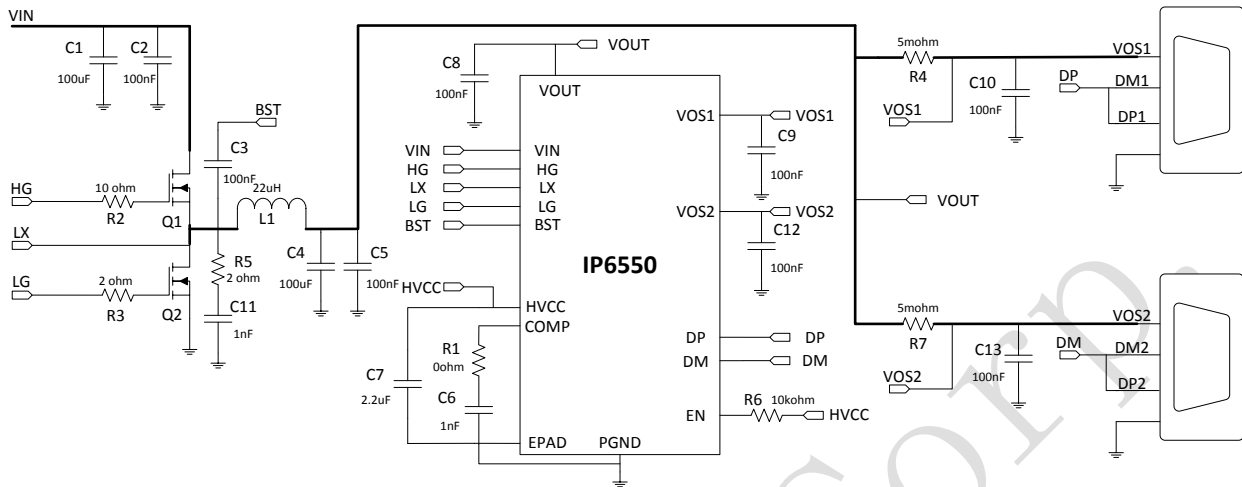 VIN
C1
100uF
C2
100nF
BST
C3
100nF
HG
10 ohm
R2
Q1
22uH
L1
LX
LG
2 ohm
R3
Q2
R5
2 ohm
C11
1nF
C4
100uF
C5
100nF
C8
100nF
VOUT
VOUT
VIN
HG
LX
LG
BST
VIN
HG
LX
LG
BST
IP6550
HVCC
HVCC
COMP
R1
0ohm
C7
2.2uF
C6
1nF
EPAD
PGND
VOS1
VOS1
C9
100nF
VOS2
VOS2
C12
100nF
DP
DM
DP
DM
EN
R6
10kohm
HVCC
5mohm
R4
VOS1
C10
100nF
VOS1
DP
DM1
DP1
VOUT
5mohm
R7
VOS2
C13
100nF
VOS2
DM
DM2
DP2
Corp.